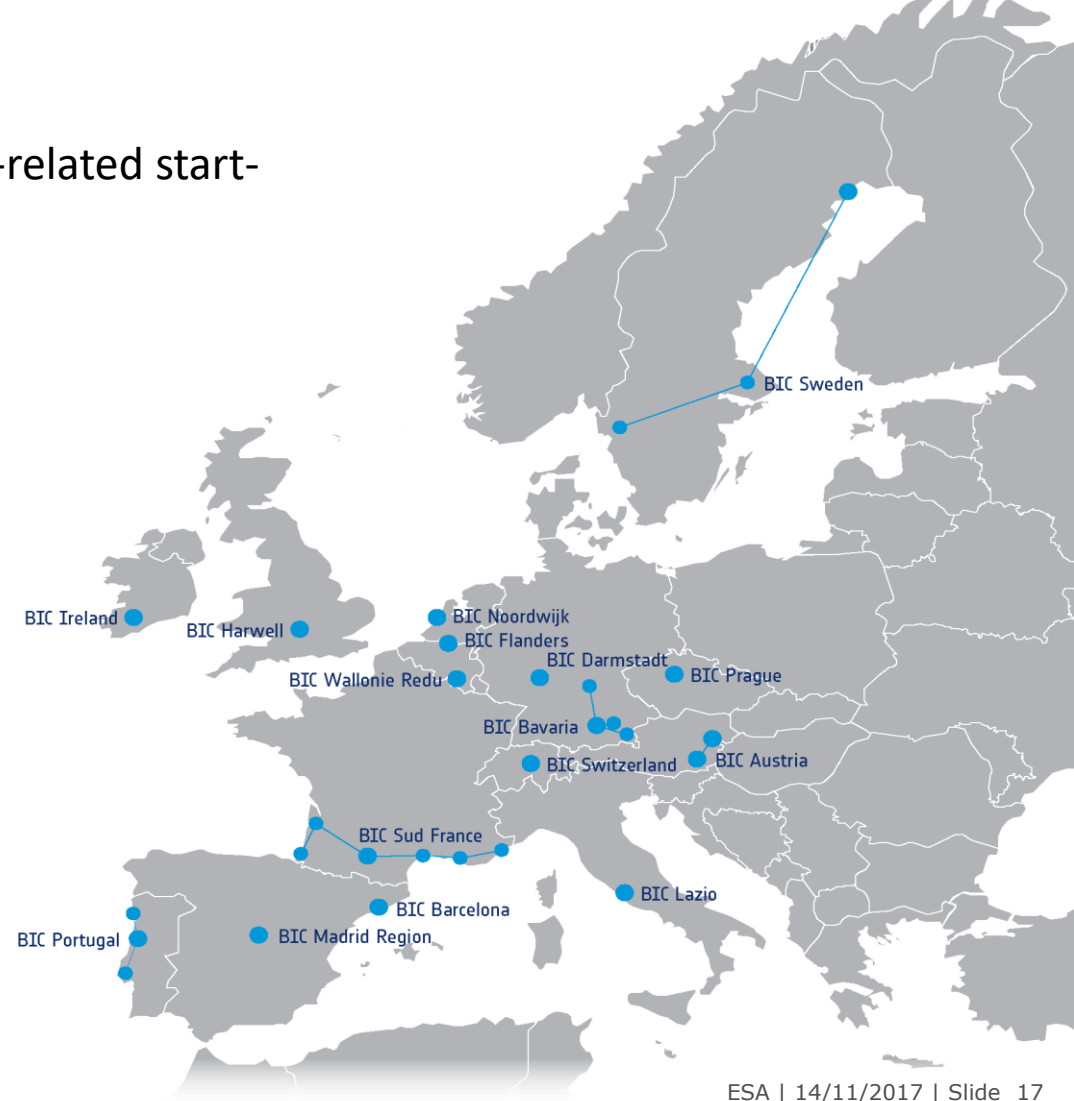 -related start-
BIC Sweden
BIC Ireland
BIC Harwell
BIC Noordwijk
BIC Flanders
BIC Darmstadt
BIC Wallonie Redu
BIC Prague
BIC Bavaria
BIC Switzerland
BIC Austria
BIC Sud France
BIC Lazio
BIC Barcelona
BIC Portugal
BIC Madrid Region
ESA | 14/11/2017 | Slide 17